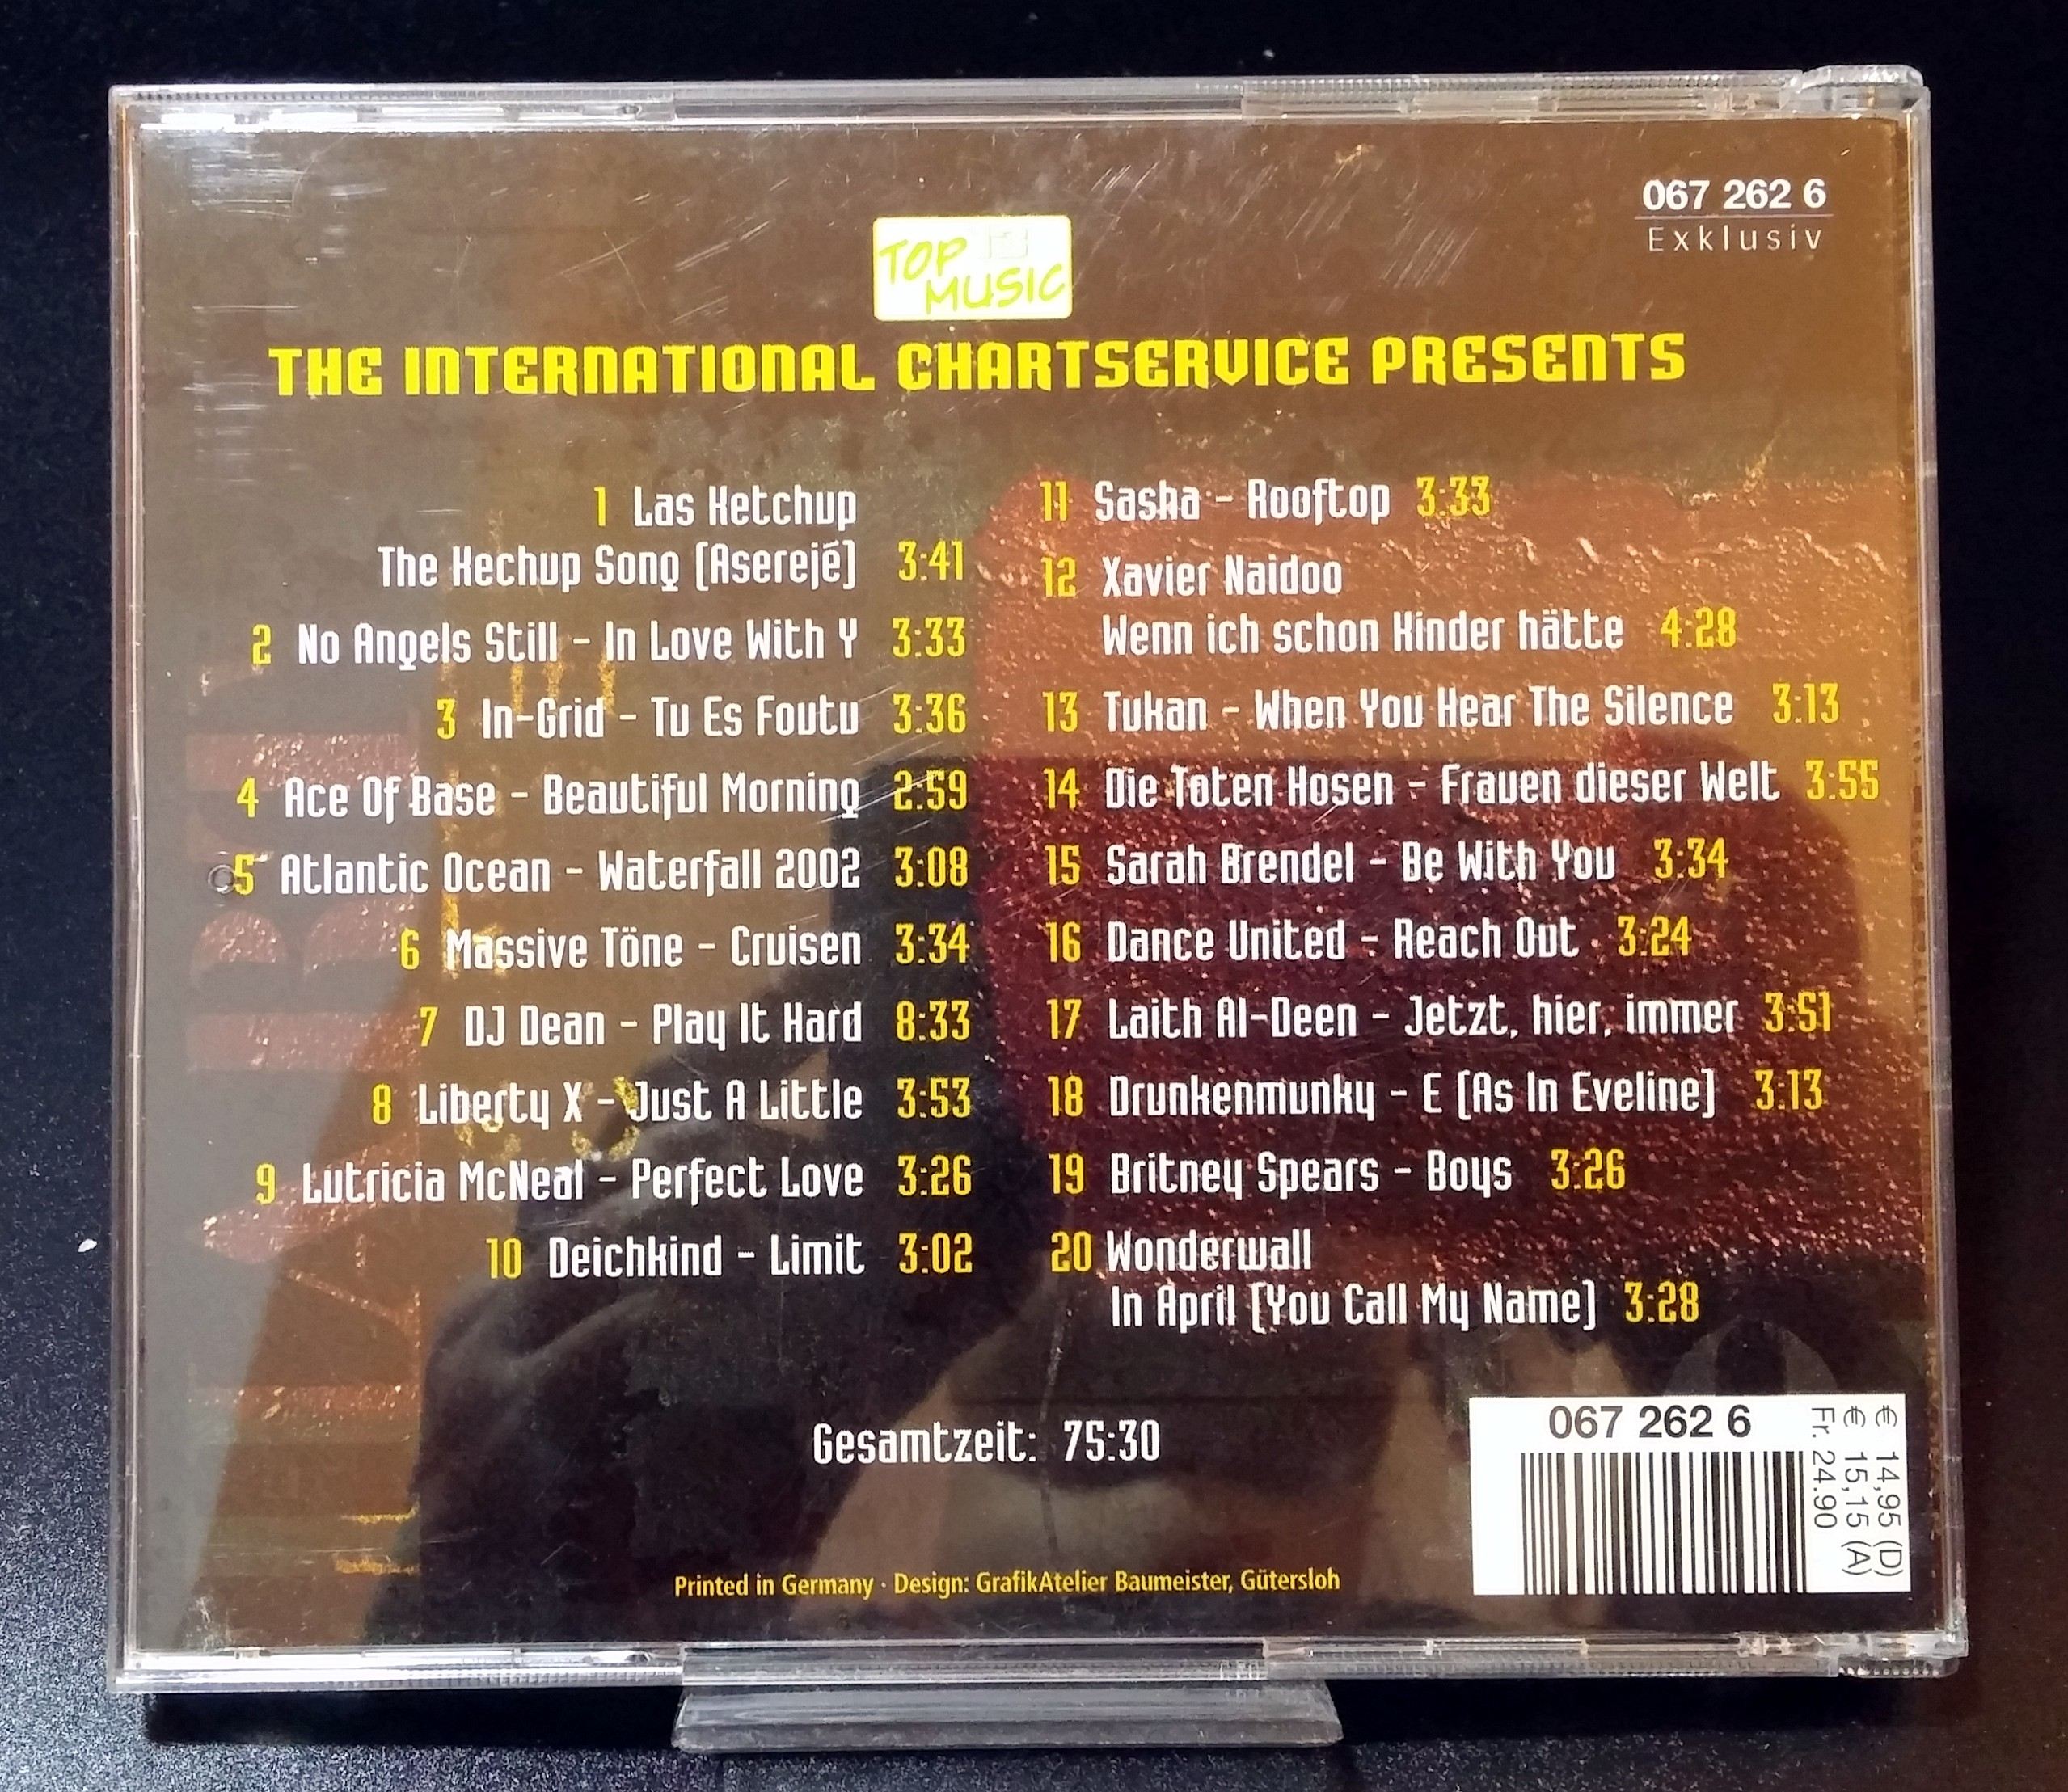 067 262 6
Exklusiv
TOP
MUSIC
THE INTERNATIONAL CHARTSERVICE PRESENTS
1 Las Ketchup
The Kechup Song (Aserejé) 3:41
2 No Angels Still - In Love With Y 3:33
3 In-Grid - Tu Es Foutu 3:36
4 Ace Of Base - Beautiful Morning 2:59
5 Atlantic Ocean - Waterfall 2002 3:08
6 Massive Töne - Cruisen 3:34
7 DJ Dean - Play It Hard 8:33
8 Liberty X - Just A Little 3:53
9 Lutricia McNeal - Perfect Love 3:26
10 Deichkind - Limit 3:02
11 Sasha - Rooftop 3:33
12 Xavier Naidoo
Wenn ich schon Kinder hätte 4:28
13 Tukan - When You Hear The Silence 3:13
14 Die Toten Hosen - Frauen dieser Welt 3:55
15 Sarah Brendel - Be With You 3:34
16 Dance United - Reach Out 3:24
17 Laith Al-Deen - Jetzt, hier, immer 3:51
18 Drunkenmunky - E (As In Eveline) 3:13
19 Britney Spears - Boys 3:26
20 Wonderwall
In April (You Call My Name) 3:28
Gesamtzeit: 75:30
Printed in Germany · Design: GrafikAtelier Baumeister, Gütersloh
067 262 6
€ 14,95 (D)
€ 15,15 (A)
Fr. 24.90